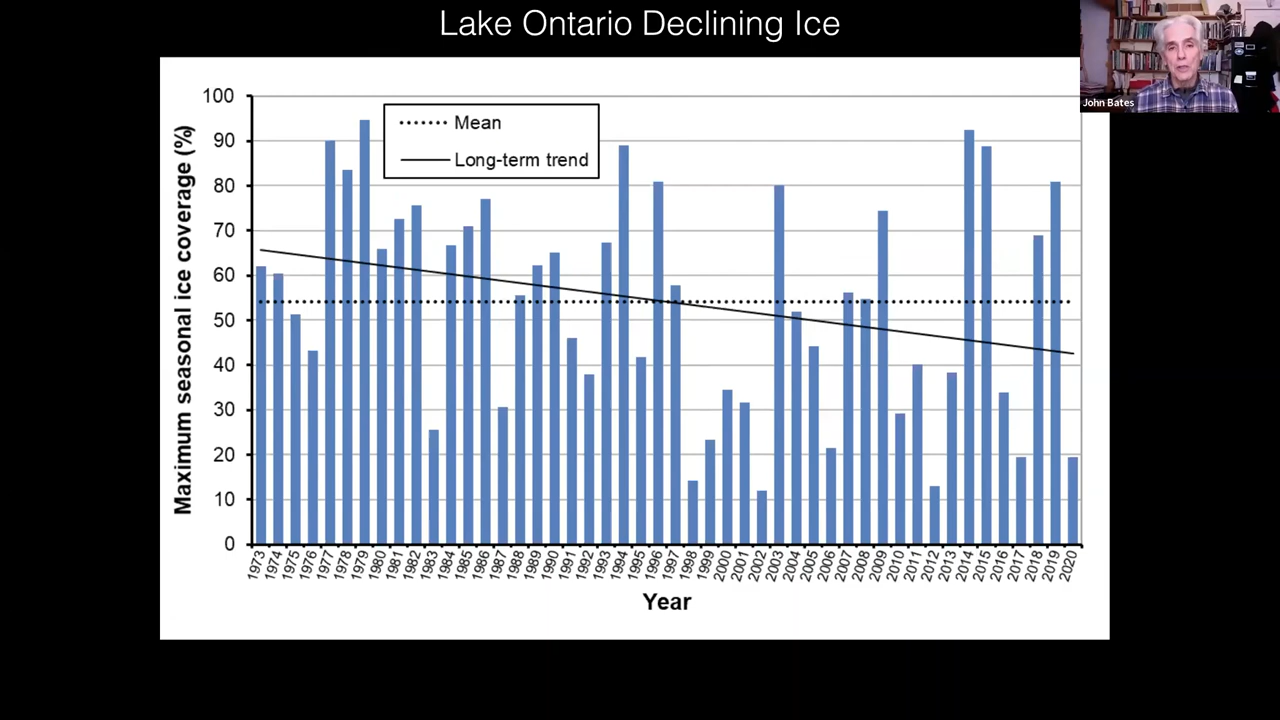 Lake Ontario Declining Ice
John Bates
Mean
Long-term trend
Maximum seasonal ice coverage (%)
100
90
80
70
60
50
40
30
20
10
0
1973 1974 1975 1976 1977 1978 1979 1980 1981 1982 1983 1984 1985 1986 1987 1988 1989 1990 1991 1992 1993 1994 1995 1996 1997 1998 1999 2000 2001 2002 2003 2004 2005 2006 2007 2008 2009 2010 2011 2012 2013 2014 2015 2016 2017 2018 2019 2020
Year